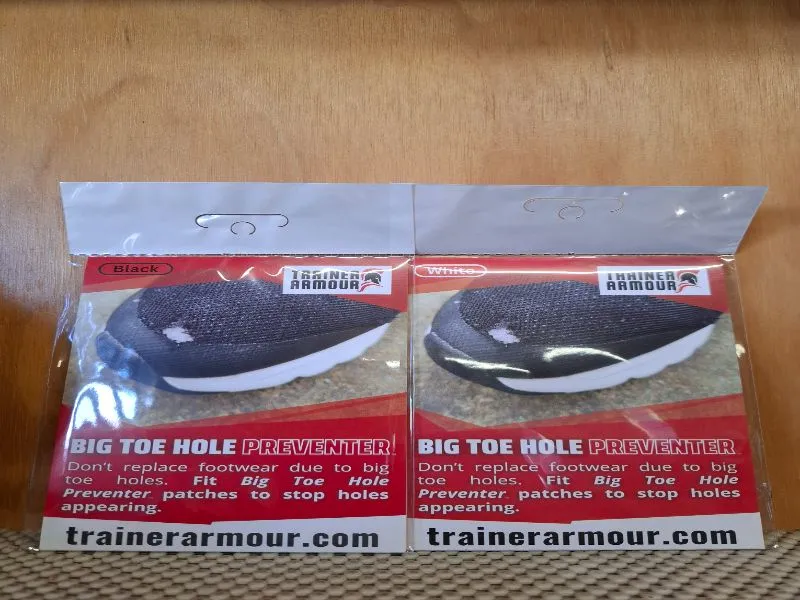 Black
TRAINER
ARMOUR
BIG TOE HOLE PREVENTER
Don't replace footwear due to big
toe holes. Fit Big Toe Hole
Preventer patches to stop holes
appearing.
trainerarmour.com
White
TRAINER
ARMOUR
BIG TOE HOLE PREVENTER
Don't replace footwear due to big
toe holes. Fit Big Toe Hole
Preventer patches to stop holes
appearing.
trainerarmour.com